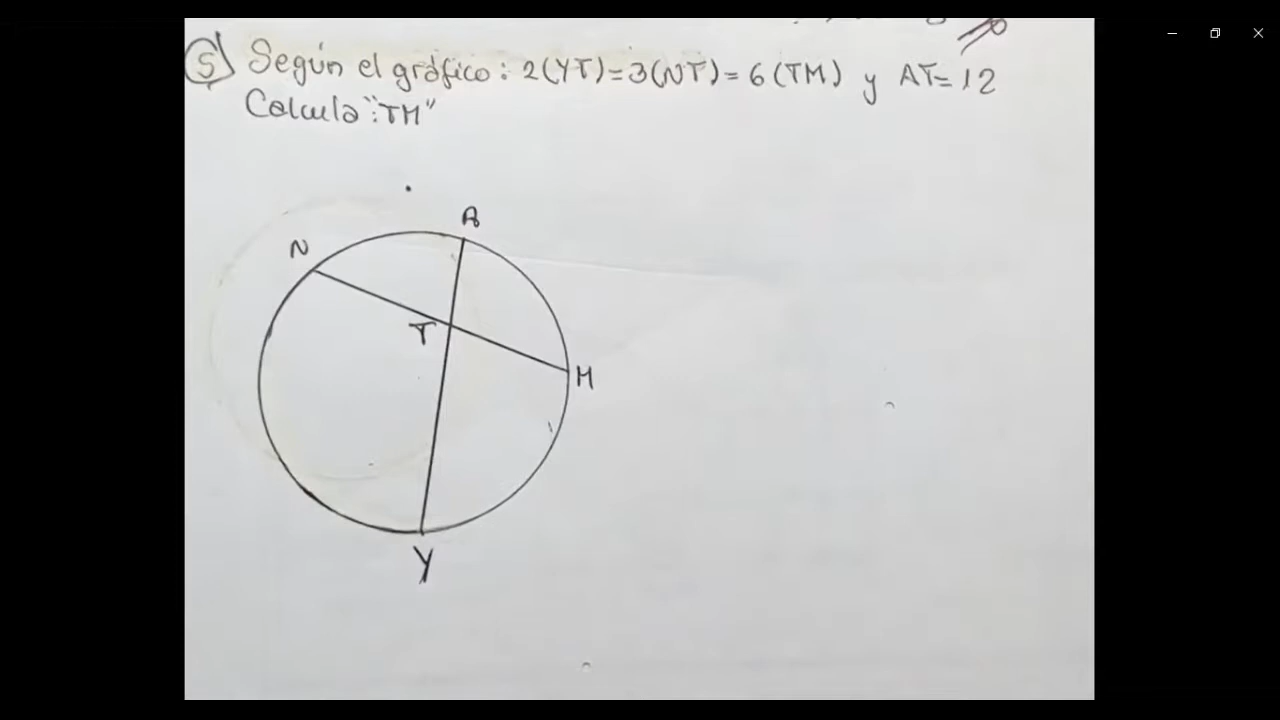 5 Según el gráfico: 2(YT)=3(NT)=6(TM) y AT=12
Calcula "TM"
A
N
T
M
Y